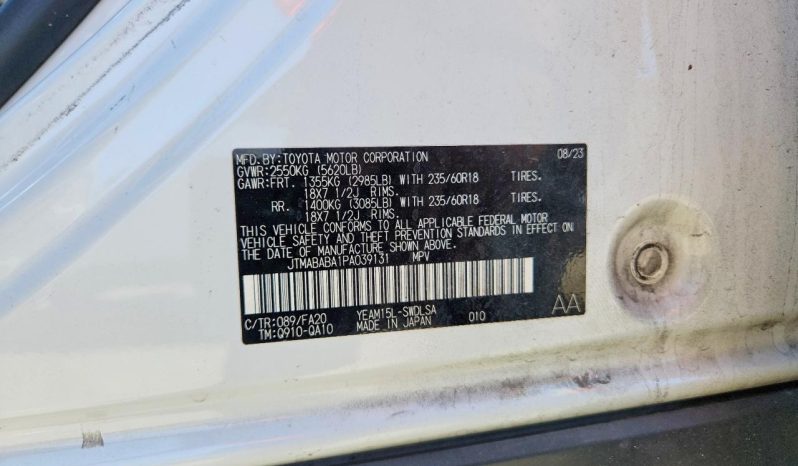 MFD.BY:TOYOTA MOTOR CORPORATION 08/23
GVWR:2550KG (5620LB)
GAWR:FRT. 1355KG (2985LB) WITH 235/60R18 TIRES.
18X7 1/2J RIMS.
RR. 1400KG (3085LB) WITH 235/60R18 TIRES.
18X7 1/2J RIMS.
THIS VEHICLE CONFORMS TO ALL APPLICABLE FEDERAL MOTOR
VEHICLE SAFETY AND THEFT PREVENTION STANDARDS IN EFFECT ON
THE DATE OF MANUFACTURE SHOWN ABOVE.
JTMABABA1PA039131 MPV
C/TR:089/FA20 YEAM15L-SWDLSA 010 AA
TM:Q910-QA10 MADE IN JAPAN